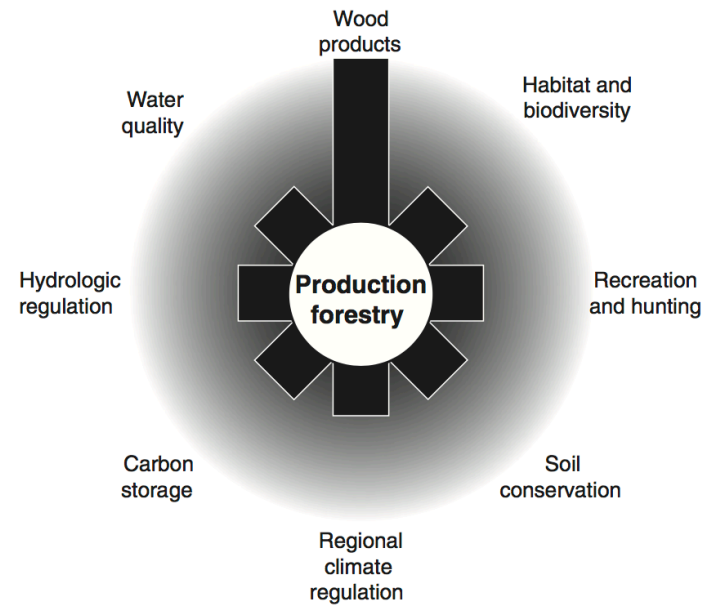 Wood
products
Habitat and
biodiversity
Water
quality
Hydrologic
regulation
Production
forestry
Recreation
and hunting
Carbon
storage
Soil
conservation
Regional
climate
regulation